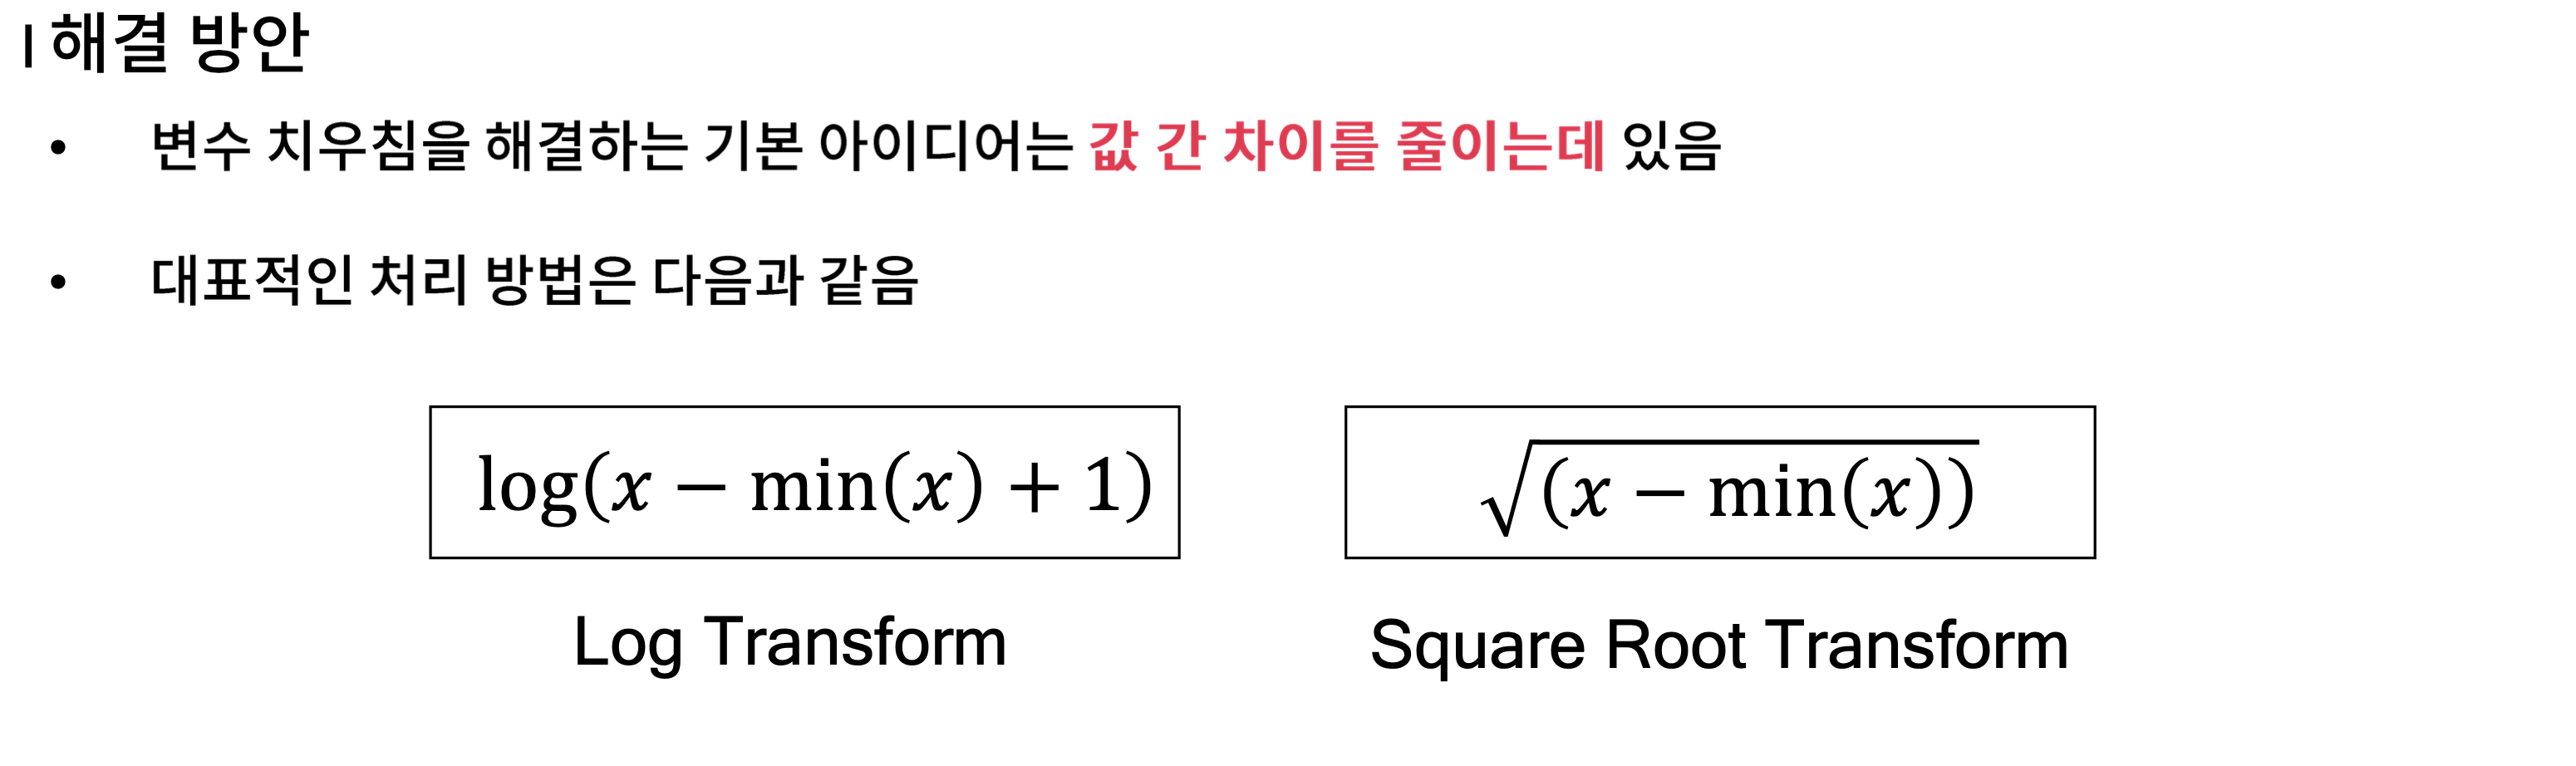 | 해결 방안
• 변수 치우침을 해결하는 기본 아이디어는 값 간 차이를 줄이는데 있음
• 대표적인 처리 방법은 다음과 같음
log(x − min(x) + 1)
√(x − min(x))
Log Transform
Square Root Transform